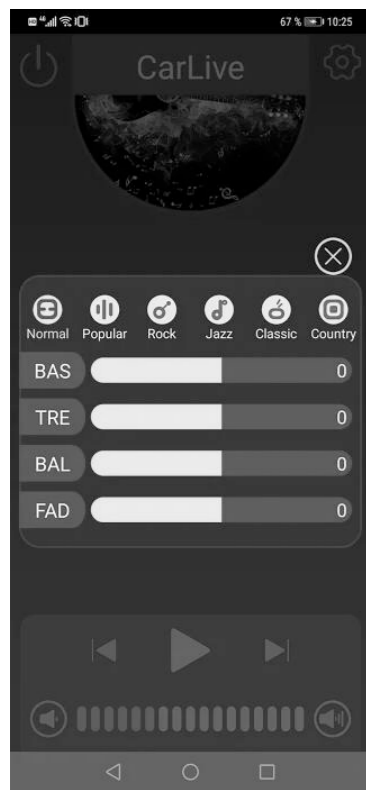 67 % 10:25
CarLive
Normal Popular Rock Jazz Classic Country
BAS 0
TRE 0
BAL 0
FAD 0